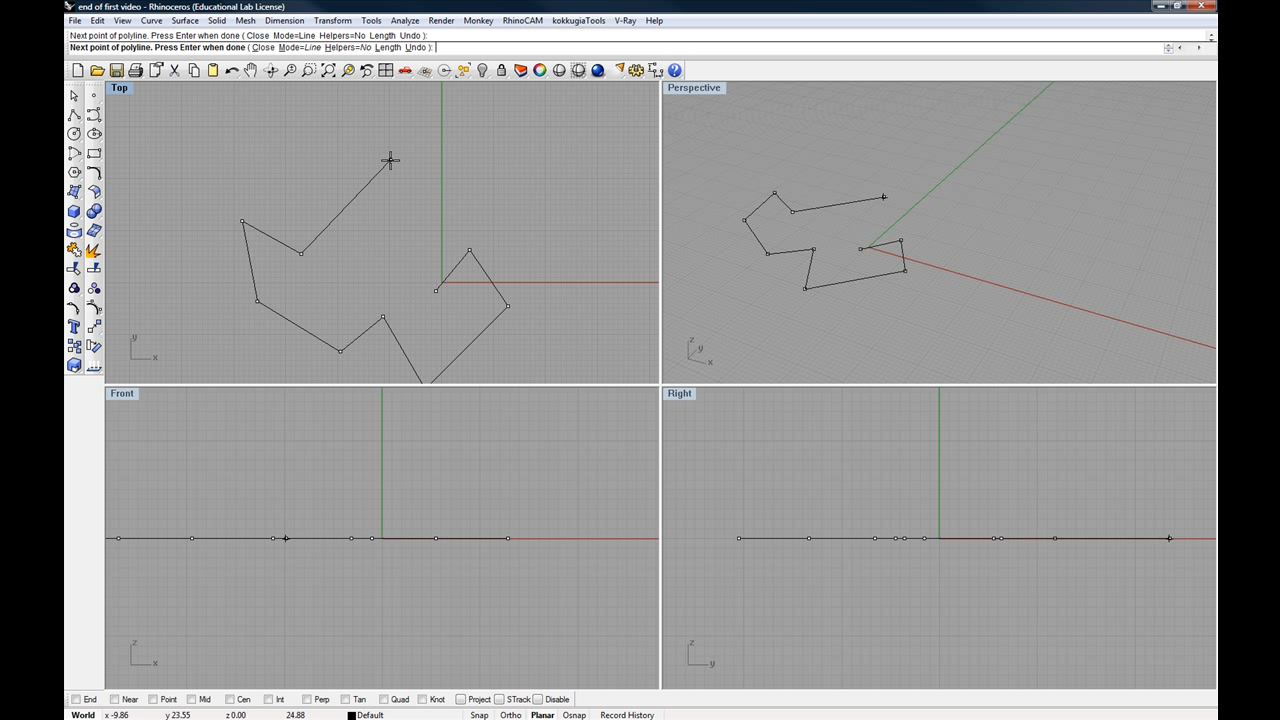 end of first video - Rhinoceros (Educational Lab License)
File Edit View Curve Surface Solid Mesh Dimension Transform Tools Analyze Render Monkey RhinoCAM kokkugiaTools V-Ray Help
Next point of polyline. Press Enter when done ( Close Mode=Line Helpers=No Length Undo ):
Next point of polyline. Press Enter when done ( Close Mode=Line Helpers=No Length Undo ):
Top
Perspective
y
x
z
y
x
Front
Right
z
x
z
y
End Near Point Mid Cen Int Perp Tan Quad Knot Project STrack Disable
World x -9.86 y 23.55 z 0.00 24.88 Default Snap Ortho Planar Osnap Record History